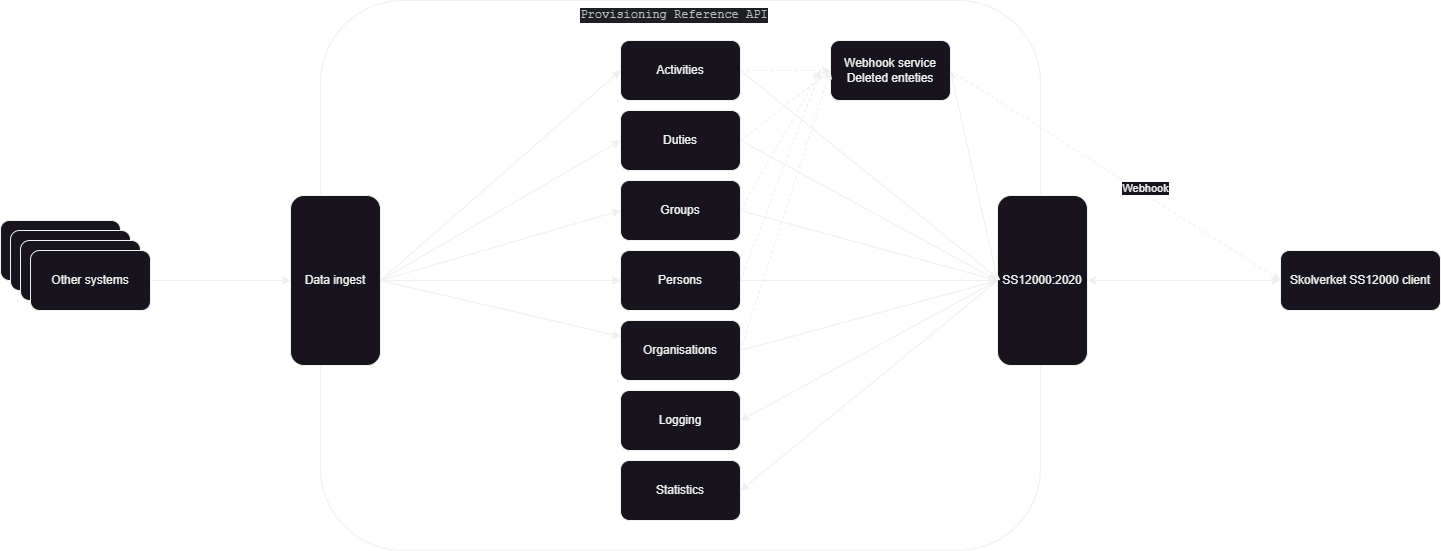 Provisioning Reference API
Activities
Webhook service
Deleted enteties
Duties
Webhook
Groups
Other systems
Data ingest
Persons
SS12000:2020
Skolverket SS12000 client
Organisations
Logging
Statistics